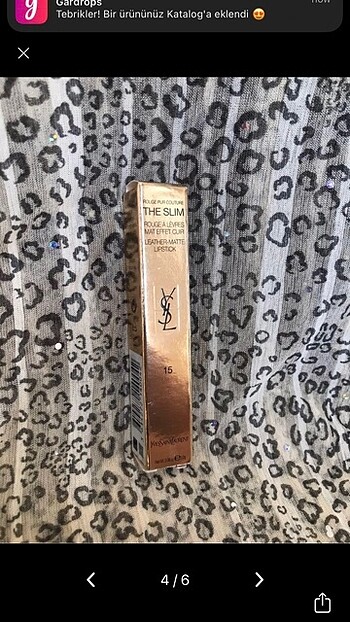 Gardrops
now
Tebrikler! Bir ürününüz Katalog'a eklendi 😍
ROUGE PUR COUTURE
THE SLIM
ROUGE À LÈVRES
MAT EFFET CUIR
LEATHER-MATTE
LIPSTICK
YSL
15
YVESSAINTLAURENT
4 / 6